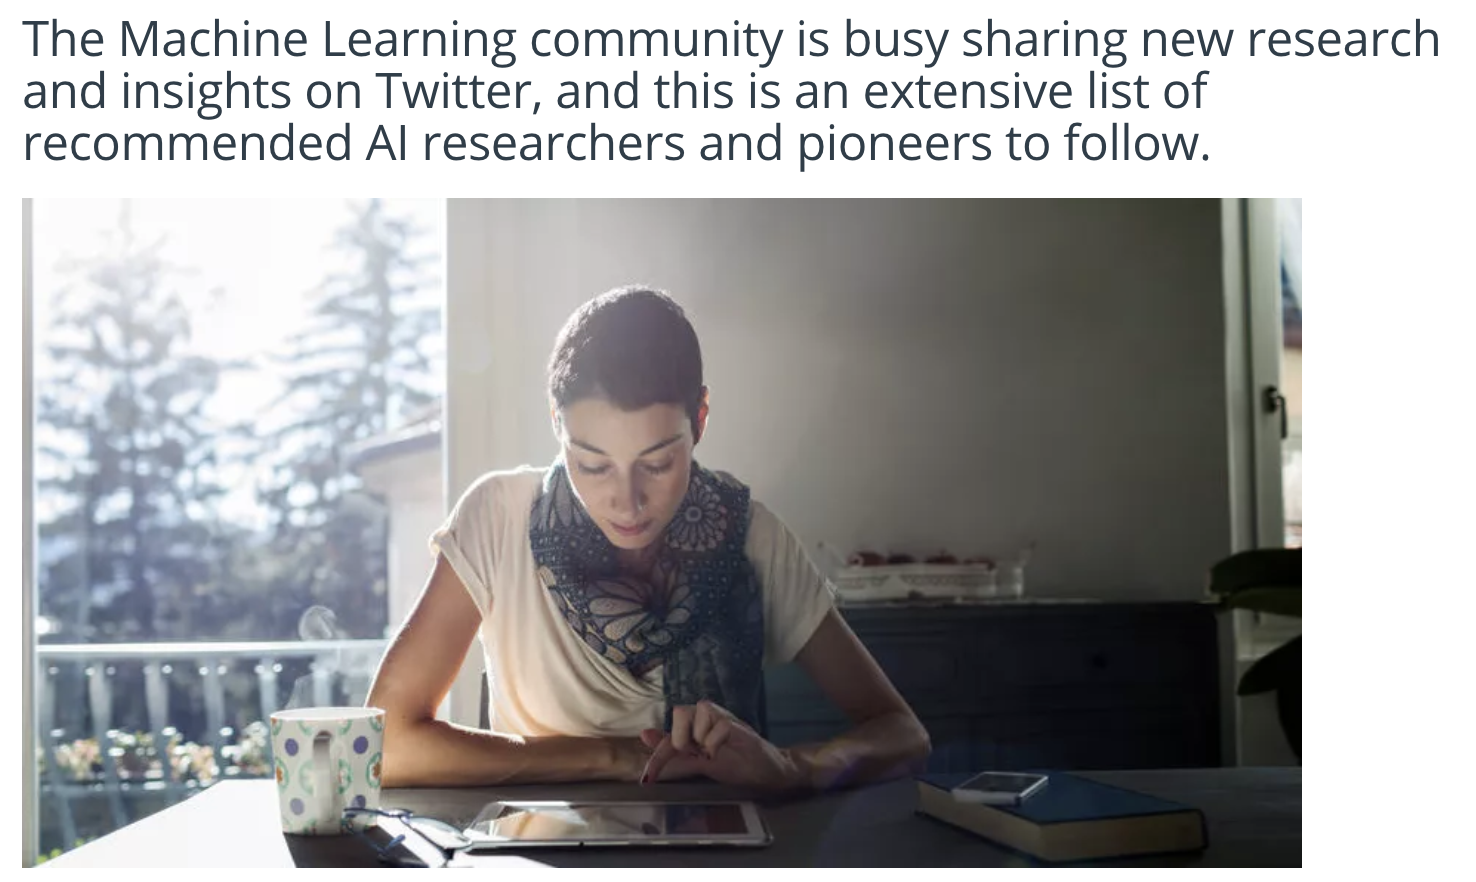 The Machine Learning community is busy sharing new research
and insights on Twitter, and this is an extensive list of
recommended AI researchers and pioneers to follow.